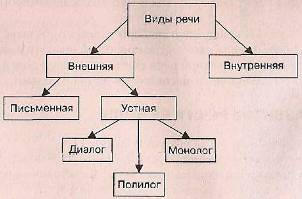 Виды речи
Внешняя
Внутренняя
Письменная
Устная
Диалог
Монолог
Полилог